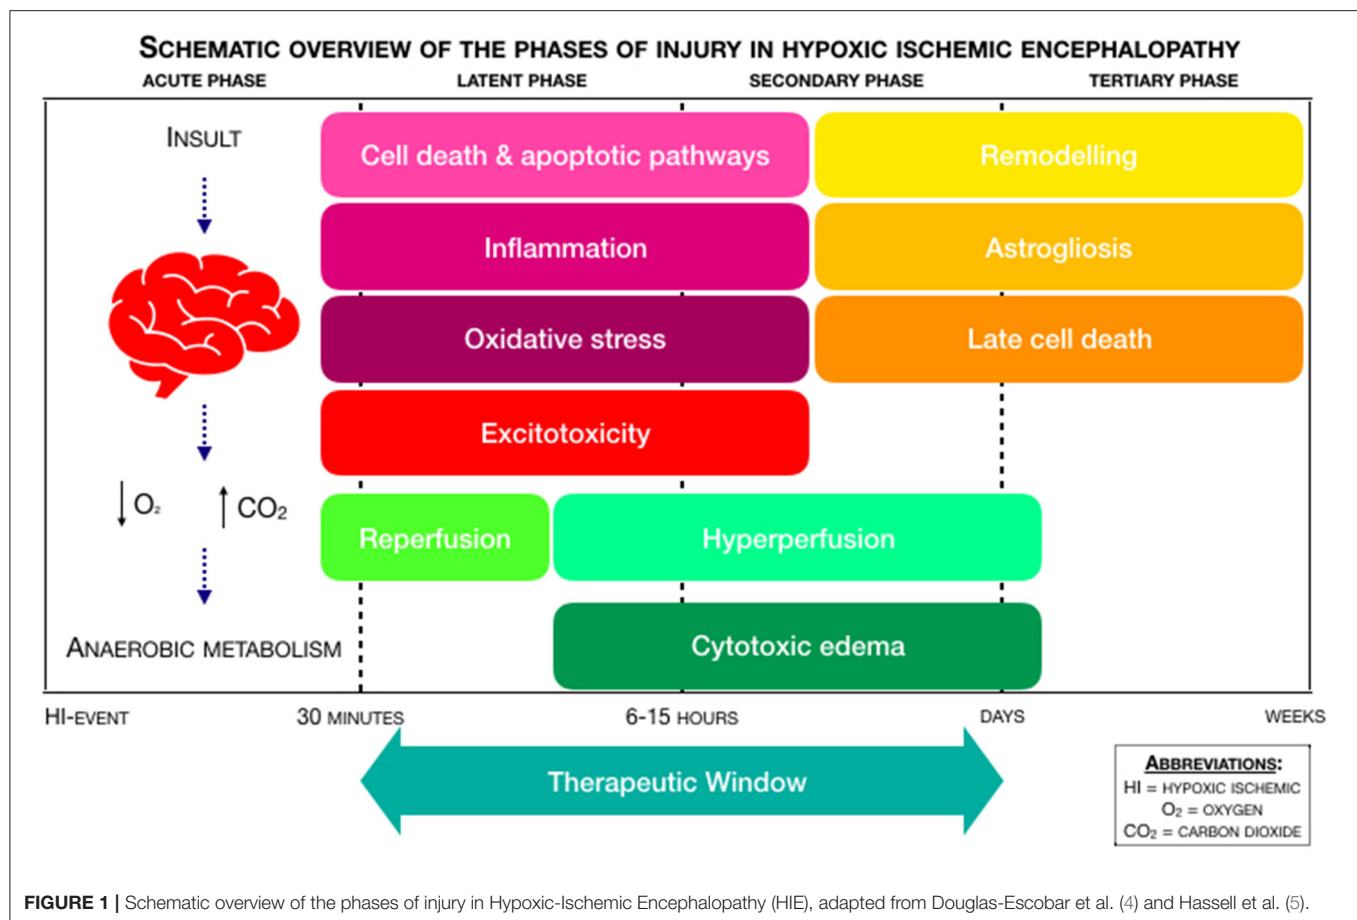 SCHEMATIC OVERVIEW OF THE PHASES OF INJURY IN HYPOXIC ISCHEMIC ENCEPHALOPATHY
ACUTE PHASE LATENT PHASE SECONDARY PHASE TERTIARY PHASE
INSULT
Cell death & apoptotic pathways
Remodelling
Inflammation
Astrogliosis
Oxidative stress
Late cell death
Excitotoxicity
↓ O₂ ↑ CO₂
Reperfusion
Hyperperfusion
ANAEROBIC METABOLISM
Cytotoxic edema
HI-EVENT 30 MINUTES 6-15 HOURS DAYS WEEKS
Therapeutic Window
ABBREVIATIONS:
HI = HYPOXIC ISCHEMIC
O₂ = OXYGEN
CO₂ = CARBON DIOXIDE
FIGURE 1 | Schematic overview of the phases of injury in Hypoxic-Ischemic Encephalopathy (HIE), adapted from Douglas-Escobar et al. (4) and Hassell et al. (5).